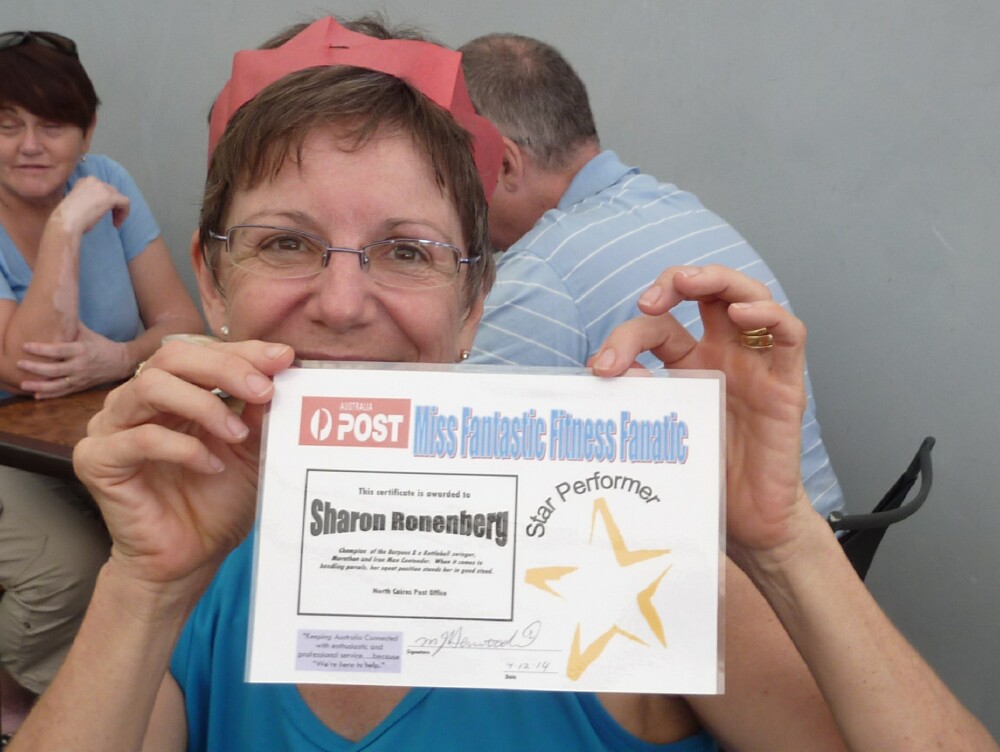 AUSTRALIA
POST
Miss Fantastic Fitness Fanatic
Star Performer
This certificate is awarded to
Sharon Ronenberg
Champion of the Burpees & a Kettlebell swinger,
Marathon and Iron Man Contender. When it comes to
handling parcels, her squat position stands her in good stead.
North Cairns Post Office
"Keeping Australia Connected
with enthusiastic and
professional service....because
"We're here to help."
Signature
4-12-14
Date